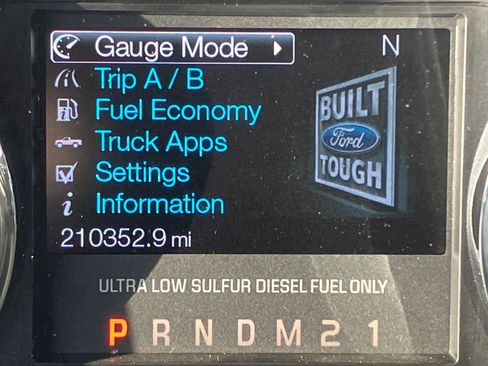 Gauge Mode
N
Trip A / B
Fuel Economy
Truck Apps
Settings
Information
210352.9 mi
BUILT
Ford
TOUGH
ULTRA LOW SULFUR DIESEL FUEL ONLY
P R N D M 2 1